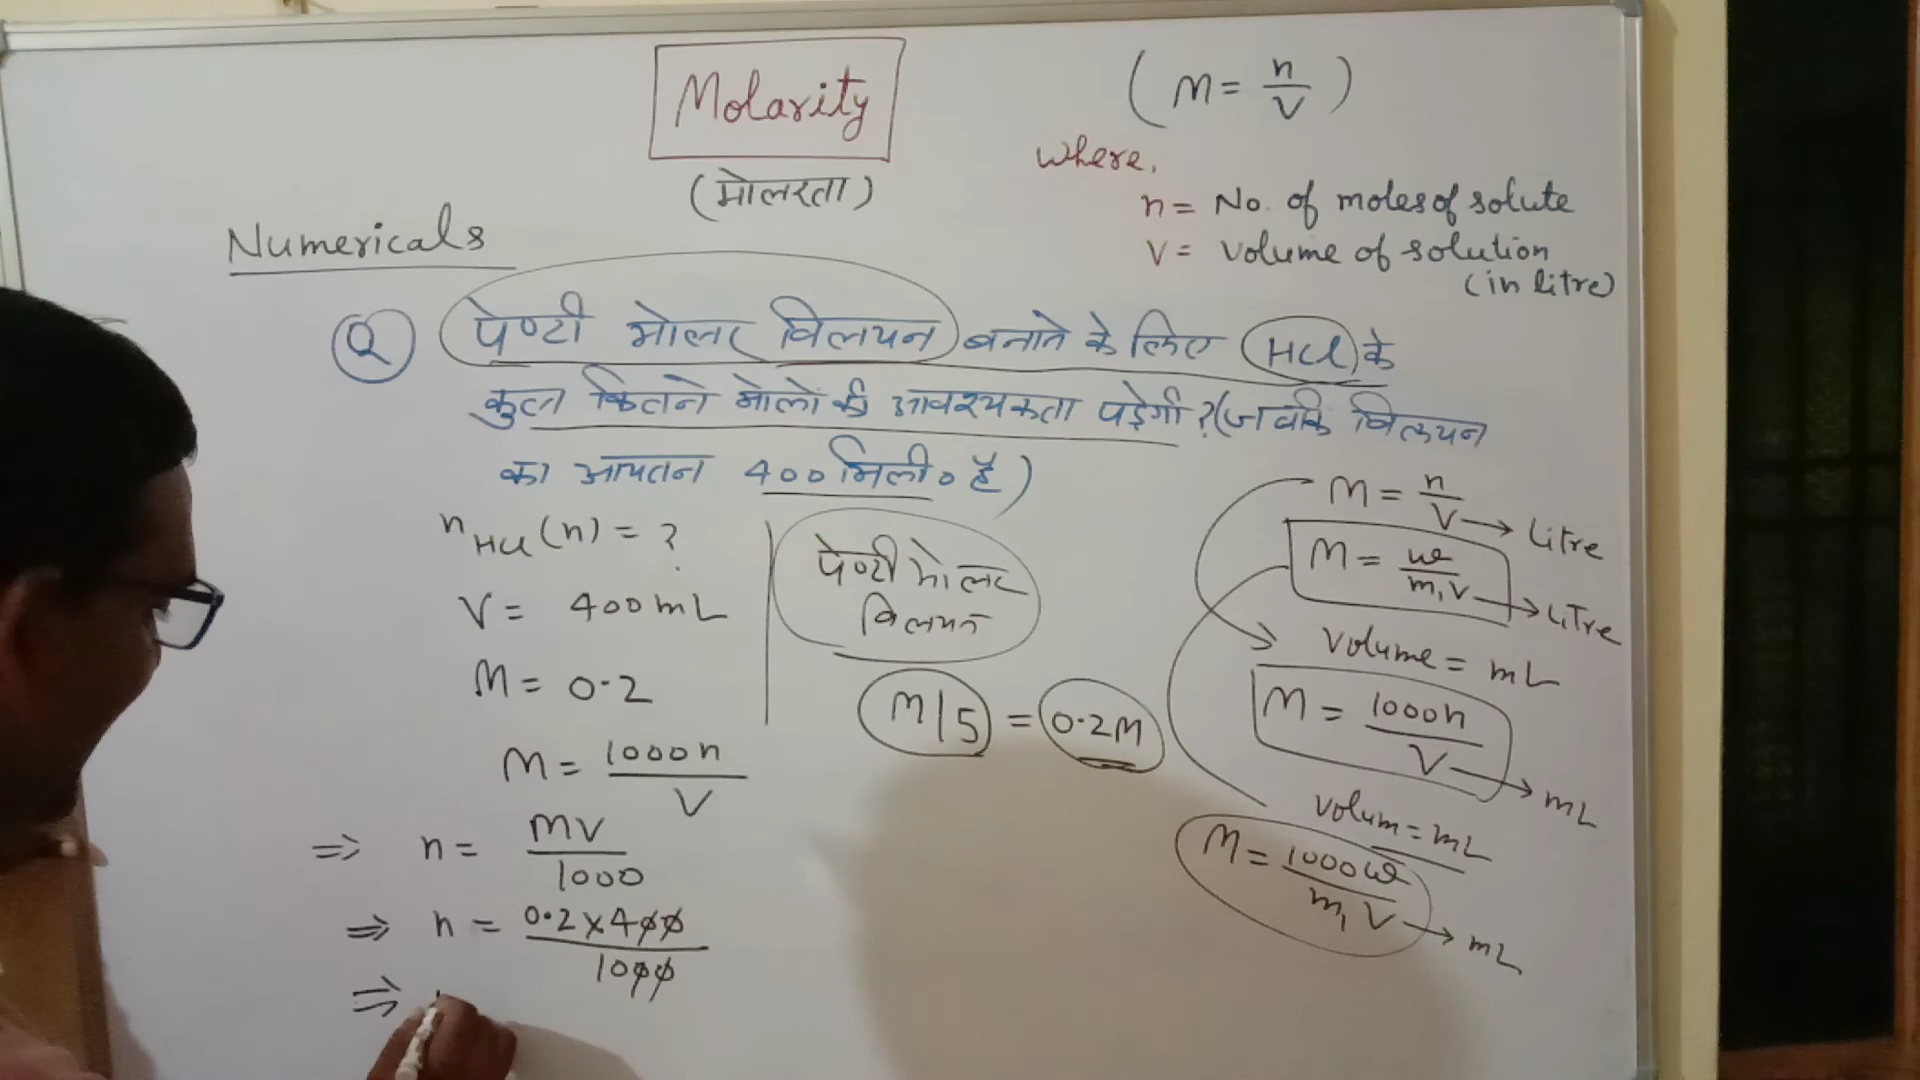 Molarity
(मोलरता)
(M = n/V)
where,
n = No. of moles of solute
V = volume of solution
(in litre)
Numericals
Q पेण्टी मोलर विलयन बनाने के लिए HCl के
कुल कितने मोलो की आवश्यकता पड़ेगी ? (जबकि विलयन
का आयतन 400 मिली० है)
nHCl (n) = ?
V = 400 mL
M = 0.2
M = 1000n/V
⇒ n = MV/1000
⇒ n = 0.2 x 400/1000
⇒
पेण्टी मोलर
विलयन
M/5 = 0.2M
M = n/V → Litre
M = w/m₁V → Litre
Volume = mL
M = 1000n/V → mL
Volum = mL
M = 1000w/m₁V → mL